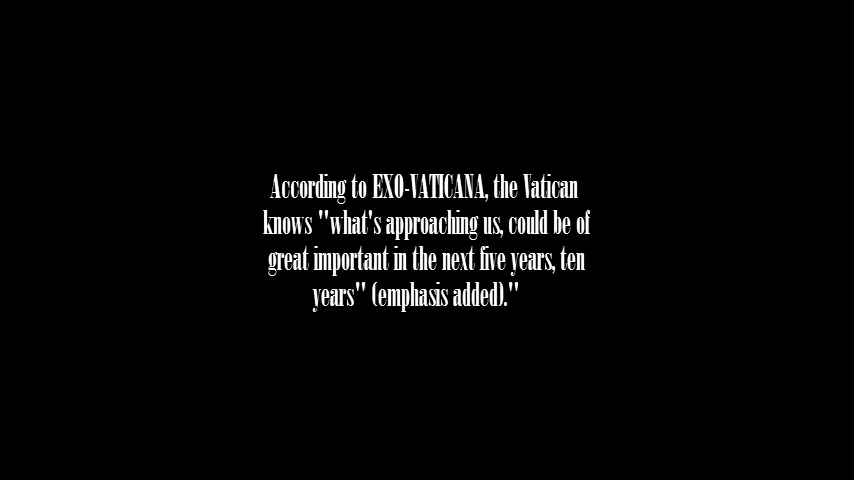 According to EXO-VATICANA, the Vatican
knows "what's approaching us, could be of
great important in the next five years, ten
years" (emphasis added)."